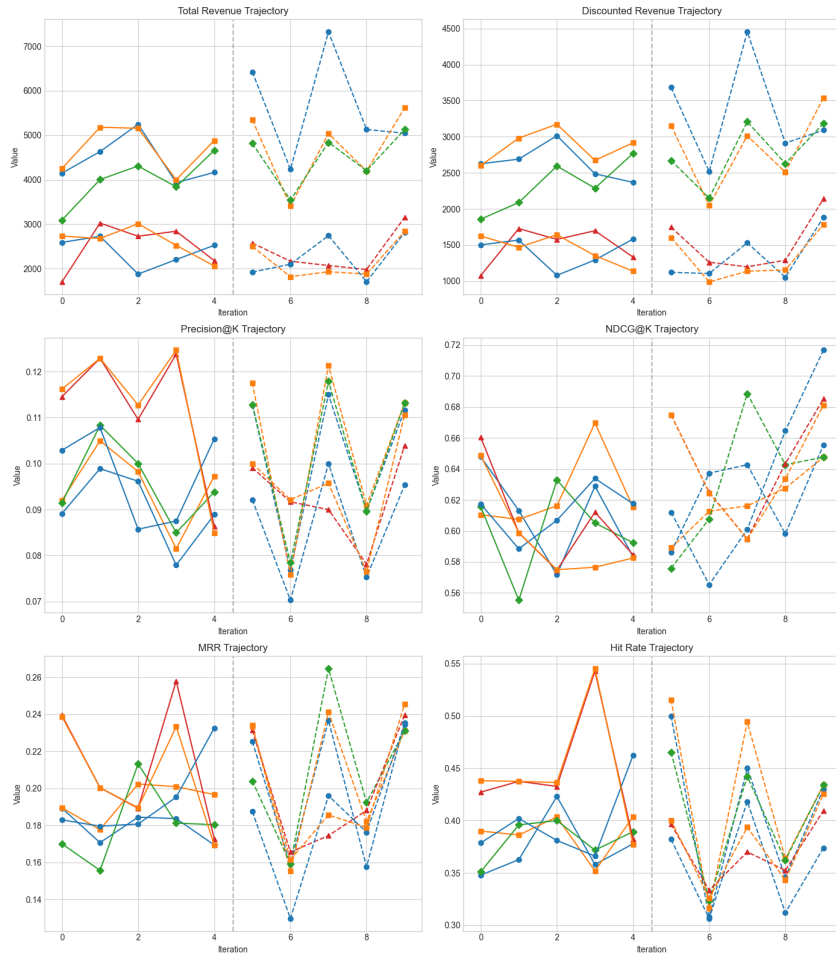 Total Revenue Trajectory
Value
7000
6000
5000
4000
3000
2000
0 2 4 6 8
Iteration
Discounted Revenue Trajectory
Value
4500
4000
3500
3000
2500
2000
1500
1000
0 2 4 6 8
Iteration
Precision@K Trajectory
Value
0.12
0.11
0.10
0.09
0.08
0.07
0 2 4 6 8
Iteration
NDCG@K Trajectory
Value
0.72
0.70
0.68
0.66
0.64
0.62
0.60
0.58
0.56
0 2 4 6 8
Iteration
MRR Trajectory
Value
0.26
0.24
0.22
0.20
0.18
0.16
0.14
0 2 4 6 8
Iteration
Hit Rate Trajectory
Value
0.55
0.50
0.45
0.40
0.35
0.30
0 2 4 6 8
Iteration